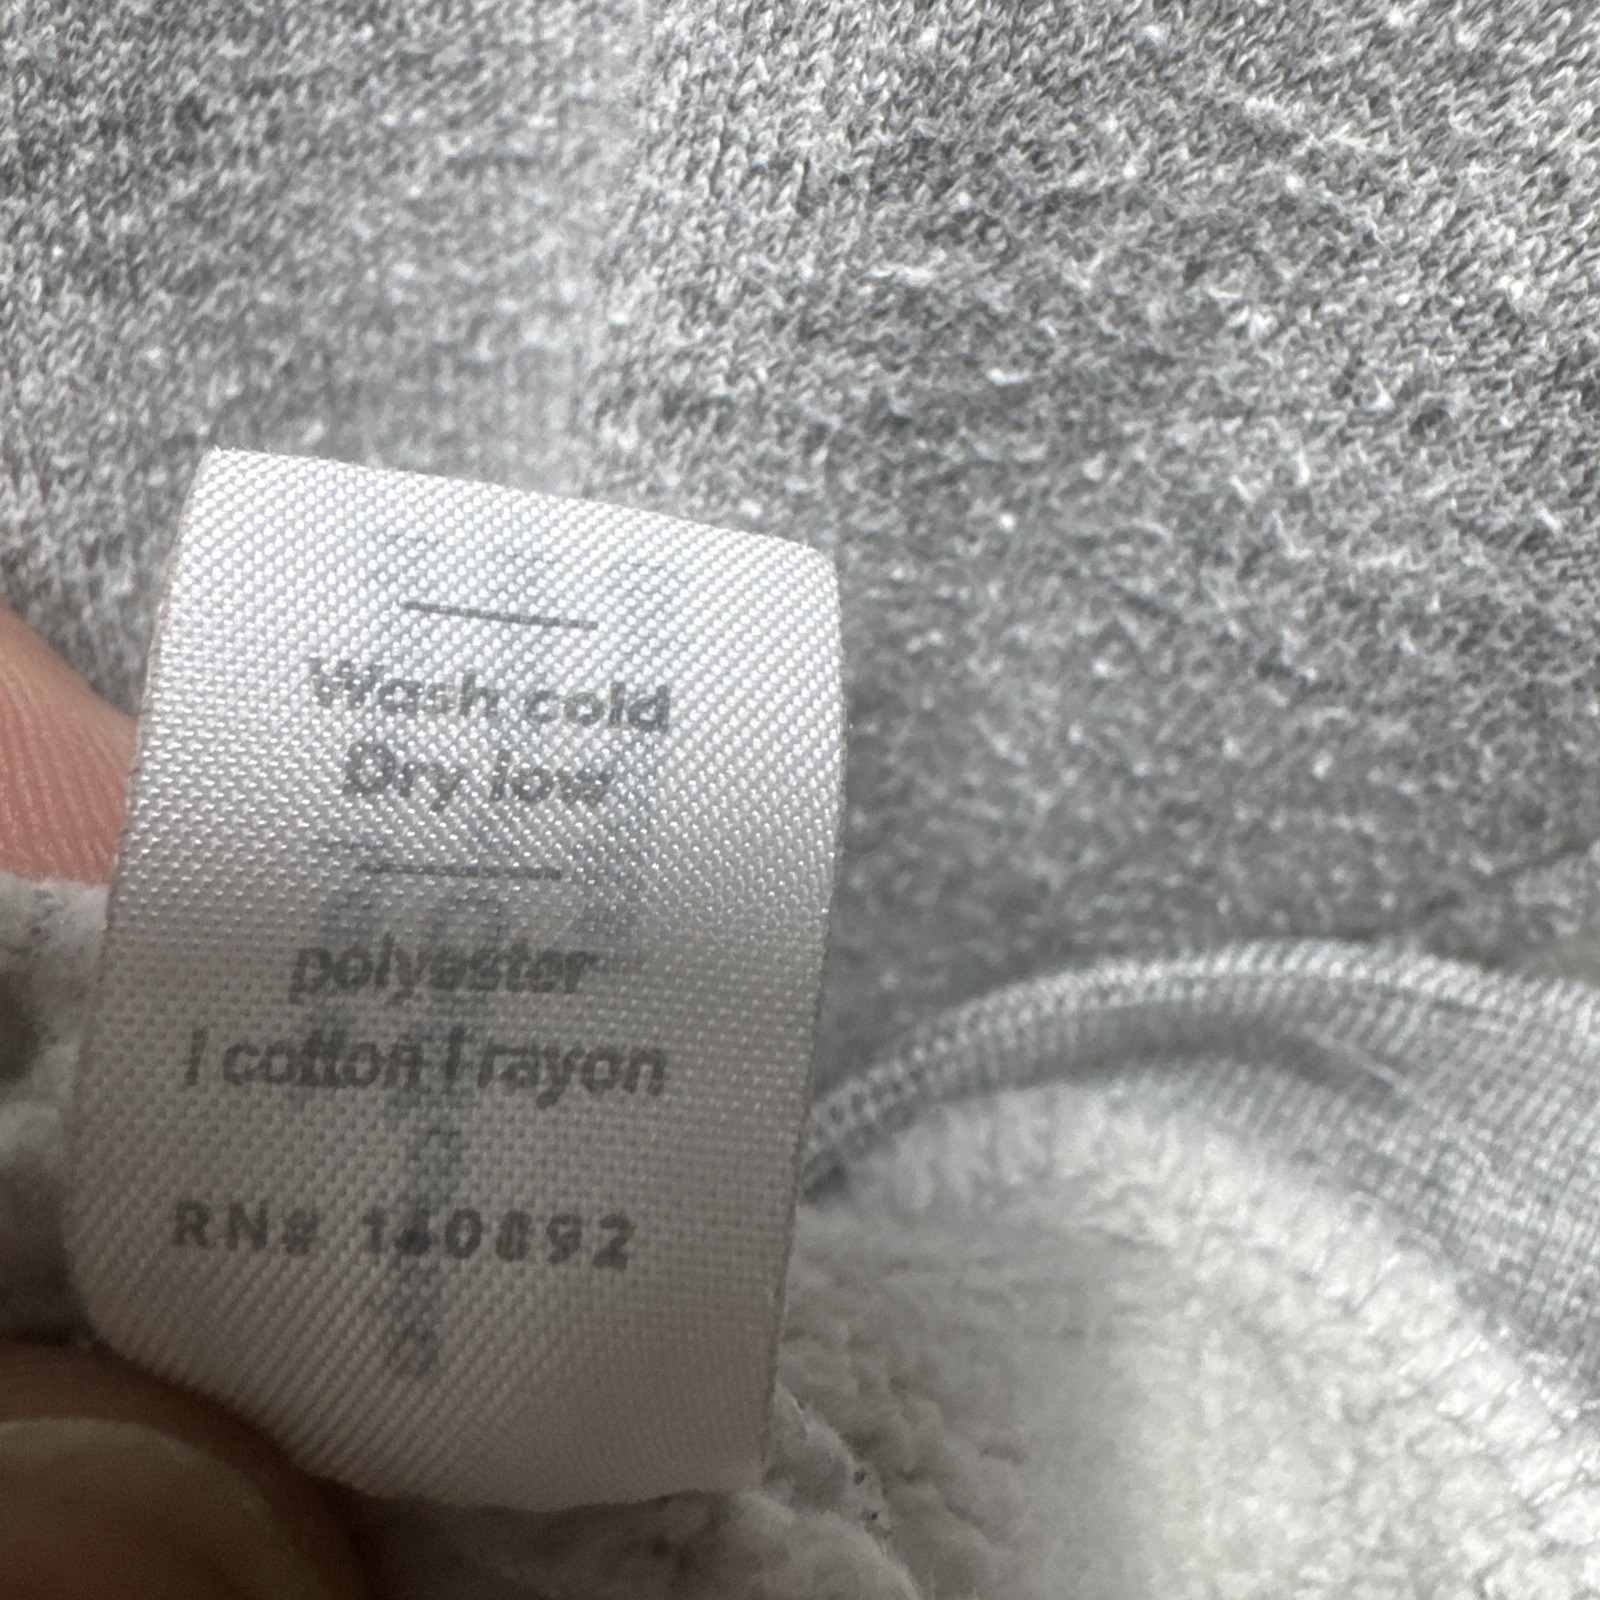 Wash cold
Dry low
polyester
/ cotton / rayon
RN# 140892